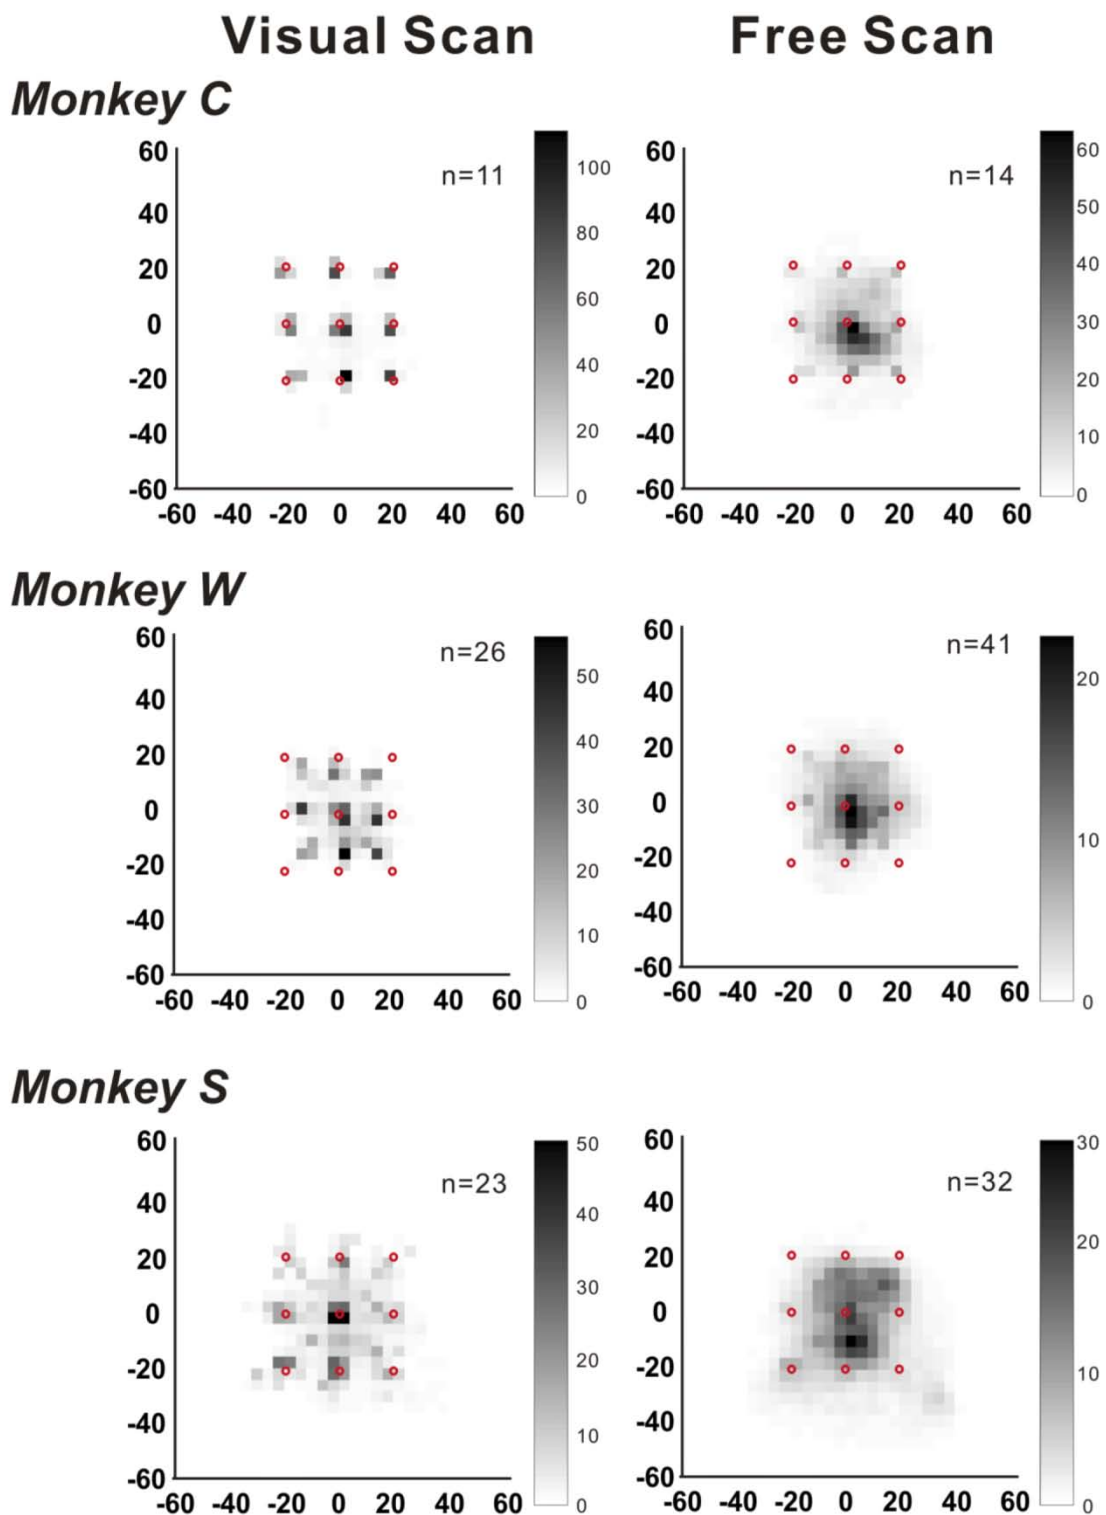 Visual Scan Free Scan
Monkey C
60 n=11 100 60 n=14 60
40 80 40 50
20 60 20 40
0 40 0 30
-20 20 -20 20
-40 0 -40 10
-60 -60 0
-60 -40 -20 0 20 40 60 -60 -40 -20 0 20 40 60
Monkey W
60 n=26 50 60 n=41 20
40 40 40 10
20 30 20 0
0 20 0
-20 10 -20
-40 0 -40
-60 -60
-60 -40 -20 0 20 40 60 -60 -40 -20 0 20 40 60
Monkey S
60 n=23 50 60 n=32 30
40 40 40 20
20 30 20 10
0 20 0 0
-20 10 -20
-40 0 -40
-60 -60
-60 -40 -20 0 20 40 60 -60 -40 -20 0 20 40 60